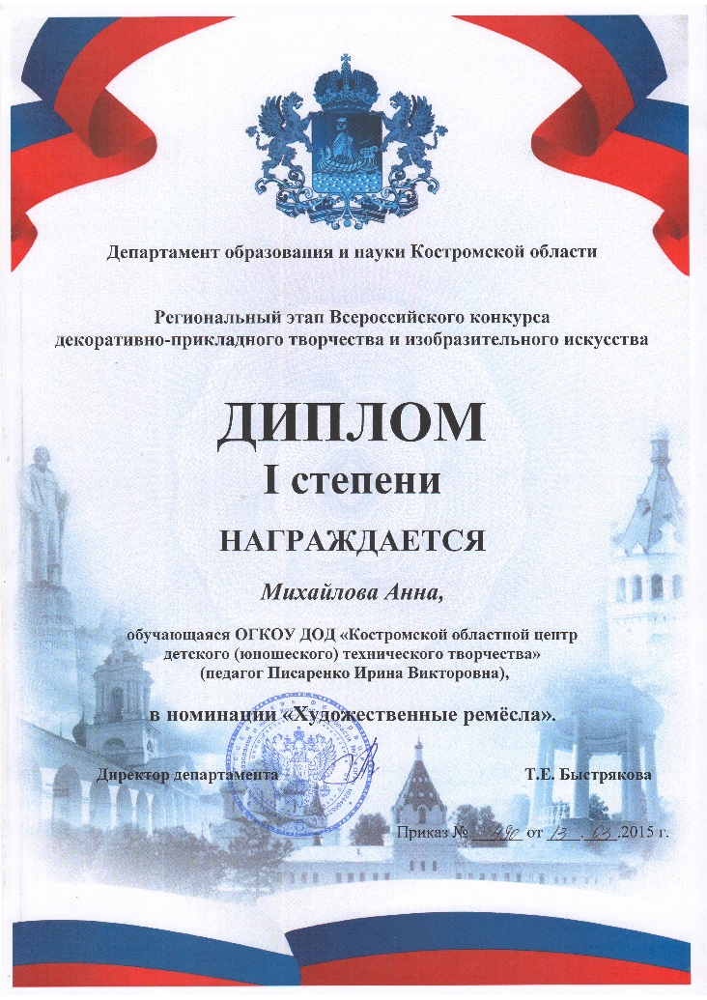 Департамент образования и науки Костромской области
Региональный этап Всероссийского конкурса
декоративно-прикладного творчества и изобразительного искусства
ДИПЛОМ
I степени
НАГРАЖДАЕТСЯ
Михайлова Анна,
обучающаяся ОГКОУ ДОД «Костромской областной центр
детского (юношеского) технического творчества»
(педагог Писаренко Ирина Викторовна),
в номинации «Художественные ремёсла».
Директор департамента Т.Е. Быстрякова
Приказ № 490 от 13.03.2015 г.